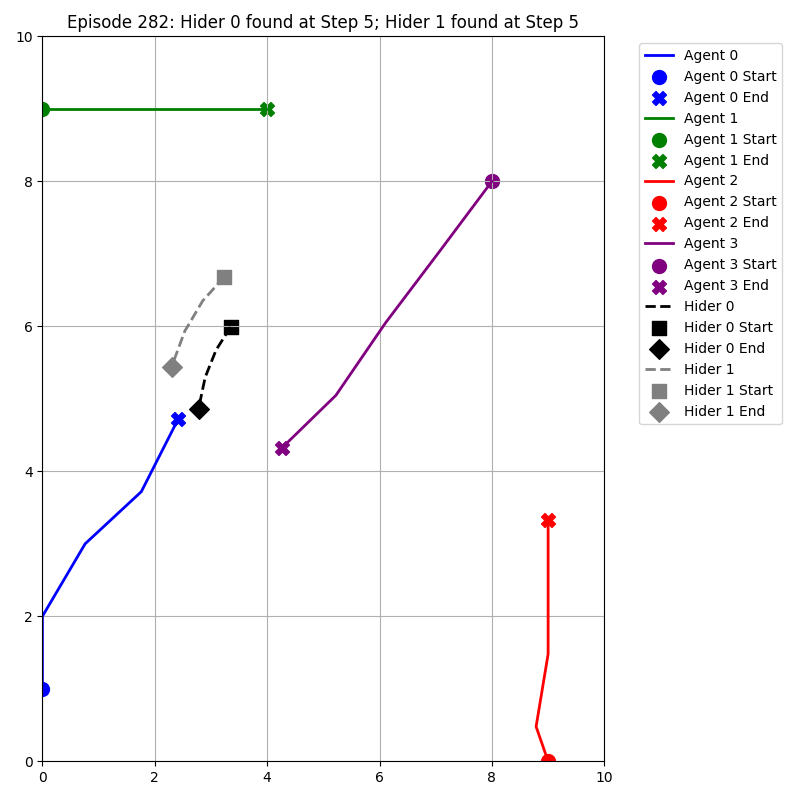 Episode 282: Hider 0 found at Step 5; Hider 1 found at Step 5
10
8
6
4
2
0
0
2
4
6
8
10
Agent 0
Agent 0 Start
Agent 0 End
Agent 1
Agent 1 Start
Agent 1 End
Agent 2
Agent 2 Start
Agent 2 End
Agent 3
Agent 3 Start
Agent 3 End
Hider 0
Hider 0 Start
Hider 0 End
Hider 1
Hider 1 Start
Hider 1 End